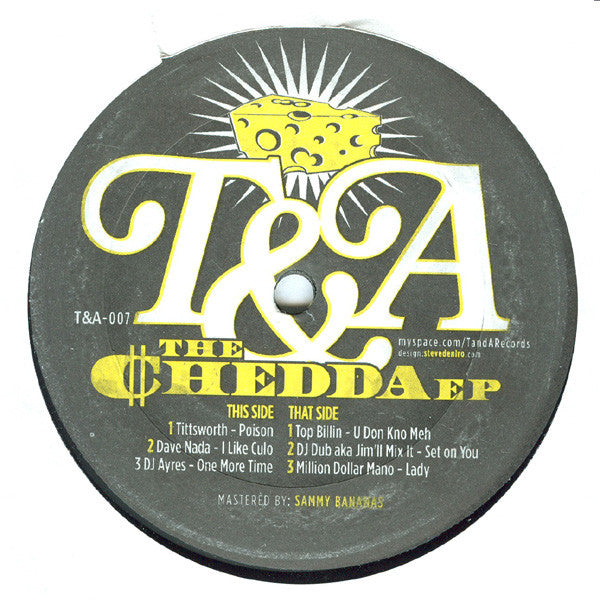 T&A
T&A-007
myspace.com/TandARecords
design:stevedeniro.com
THE
CHEDDA EP
THIS SIDE
1 Tittsworth - Poison
2 Dave Nada - I Like Culo
3 DJ Ayres - One More Time
THAT SIDE
1 Top Billin - U Don Kno Meh
2 DJ Dub aka Jim'll Mix It - Set on You
3 Million Dollar Mano - Lady
MASTERED BY: SAMMY BANANAS